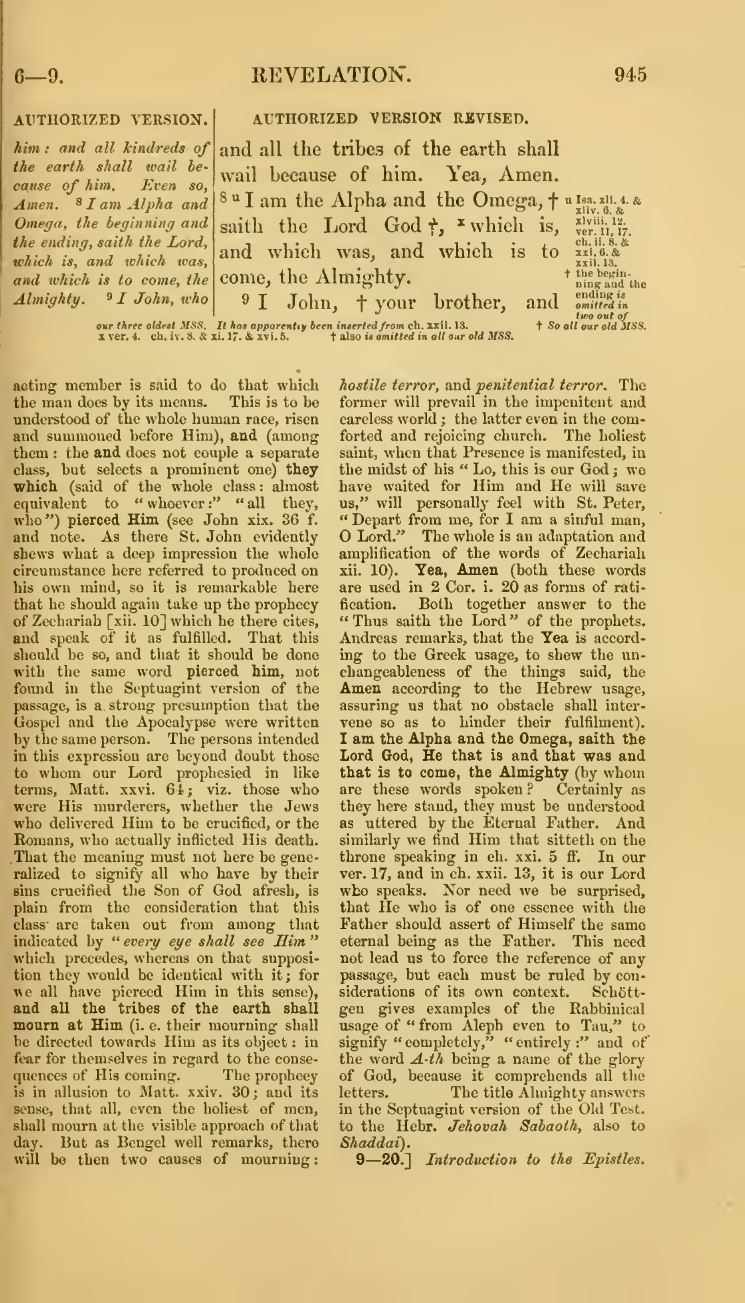 6—9.
REVELATION.
945
AUTHORIZED VERSION.
him: and all kindreds of
the earth shall wail be-
cause of him. Even so,
Amen. 8 I am Alpha and
Omega, the beginning and
the ending, saith the Lord,
which is, and which was,
and which is to come, the
Almighty. 9 I John, who
AUTHORIZED VERSION REVISED.
and all the tribes of the earth shall
wail because of him. Yea, Amen.
8 u I am the Alpha and the Omega, †
saith the Lord God †, x which is,
and which was, and which is to
come, the Almighty.
9 I John, † your brother, and
u Isa. xli. 4. &
xliv. 6. &
xlviii. 12.
ver. 11, 17.
ch. ii. 8. &
xxi. 6. &
xxii. 13.
† the begin-
ning and the
ending is
omitted in
two out of
our three oldest MSS. It has apparently been inserted from ch. xxii. 13. † So all our old MSS.
x ver. 4. ch. iv. 8. & xi. 17. & xvi. 5. † also is omitted in all our old MSS.
acting member is said to do that which
the man does by its means. This is to be
understood of the whole human race, risen
and summoned before Him), and (among
them: the and does not couple a separate
class, but selects a prominent one) they
which (said of the whole class: almost
equivalent to "whoever:" "all they,
who") pierced Him (see John xix. 36 f.
and note. As there St. John evidently
shews what a deep impression the whole
circumstance here referred to produced on
his own mind, so it is remarkable here
that he should again take up the prophecy
of Zechariah [xii. 10] which he there cites,
and speak of it as fulfilled. That this
should be so, and that it should be done
with the same word pierced him, not
found in the Septuagint version of the
passage, is a strong presumption that the
Gospel and the Apocalypse were written
by the same person. The persons intended
in this expression are beyond doubt those
to whom our Lord prophesied in like
terms, Matt. xxvi. 64; viz. those who
were His murderers, whether the Jews
who delivered Him to be crucified, or the
Romans, who actually inflicted His death.
That the meaning must not here be gene-
ralized to signify all who have by their
sins crucified the Son of God afresh, is
plain from the consideration that this
class are taken out from among that
indicated by "every eye shall see Him"
which precedes, whereas on that supposi-
tion they would be identical with it; for
we all have pierced Him in this sense),
and all the tribes of the earth shall
mourn at Him (i. e. their mourning shall
be directed towards Him as its object: in
fear for themselves in regard to the conse-
quences of His coming. The prophecy
is in allusion to Matt. xxiv. 30; and its
sense, that all, even the holiest of men,
shall mourn at the visible approach of that
day. But as Bengel well remarks, there
will be then two causes of mourning:
hostile terror, and penitential terror. The
former will prevail in the impenitent and
careless world; the latter even in the com-
forted and rejoicing church. The holiest
saint, when that Presence is manifested, in
the midst of his "Lo, this is our God; we
have waited for Him and He will save
us," will personally feel with St. Peter,
"Depart from me, for I am a sinful man,
O Lord." The whole is an adaptation and
amplification of the words of Zechariah
xii. 10). Yea, Amen (both these words
are used in 2 Cor. i. 20 as forms of rati-
fication. Both together answer to the
"Thus saith the Lord" of the prophets.
Andreas remarks, that the Yea is accord-
ing to the Greek usage, to shew the un-
changeableness of the things said, the
Amen according to the Hebrew usage,
assuring us that no obstacle shall inter-
vene so as to hinder their fulfilment).
I am the Alpha and the Omega, saith the
Lord God, He that is and that was and
that is to come, the Almighty (by whom
are these words spoken? Certainly as
they here stand, they must be understood
as uttered by the Eternal Father. And
similarly we find Him that sitteth on the
throne speaking in ch. xxi. 5 ff. In our
ver. 17, and in ch. xxii. 13, it is our Lord
who speaks. Nor need we be surprised,
that He who is of one essence with the
Father should assert of Himself the same
eternal being as the Father. This need
not lead us to force the reference of any
passage, but each must be ruled by con-
siderations of its own context. Schött-
gen gives examples of the Rabbinical
usage of "from Aleph even to Tau," to
signify "completely," "entirely:" and of
the word A-th being a name of the glory
of God, because it comprehends all the
letters. The title Almighty answers
in the Septuagint version of the Old Test.
to the Hebr. Jehovah Sabaoth, also to
Shaddai).
9—20.] Introduction to the Epistles.